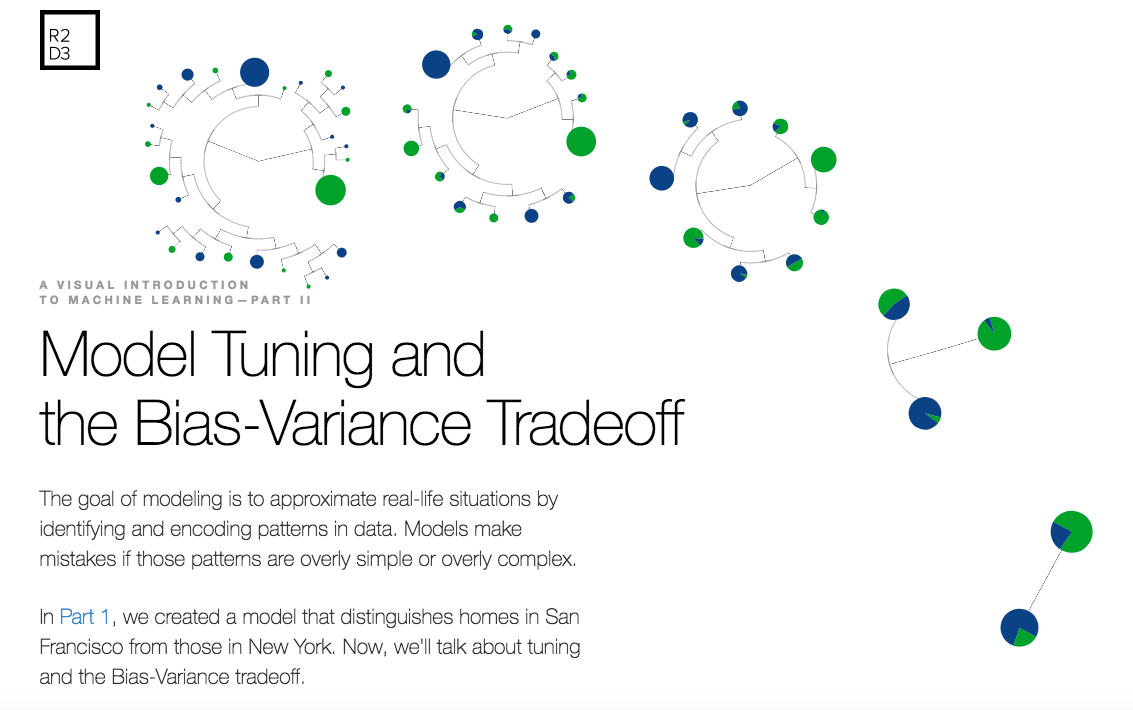 R2
D3
A VISUAL INTRODUCTION
TO MACHINE LEARNING—PART II
Model Tuning and
the Bias-Variance Tradeoff
The goal of modeling is to approximate real-life situations by
identifying and encoding patterns in data. Models make
mistakes if those patterns are overly simple or overly complex.
In Part 1, we created a model that distinguishes homes in San
Francisco from those in New York. Now, we'll talk about tuning
and the Bias-Variance tradeoff.